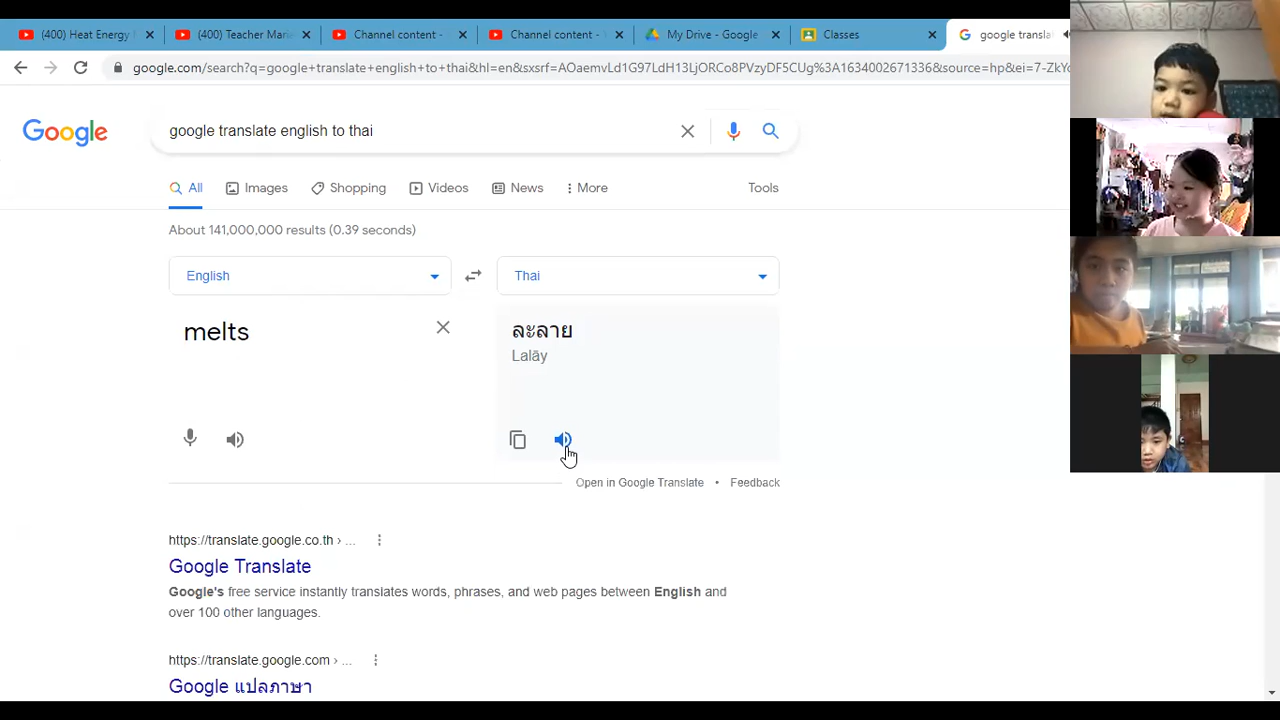 (400) Heat Energy
(400) Teacher Maria
Channel content -
Channel content -
My Drive - Google
Classes
google transla
google.com/search?q=google+translate+english+to+thai&hl=en&sxsrf=AOaemvLd1G97LdH13LjORCo8PVzyDF5CUg%3A1634002671336&source=hp&ei=7-ZkY
Google
google translate english to thai
All Images Shopping Videos News More Tools
About 141,000,000 results (0.39 seconds)
English Thai
melts ละลาย
Lalāy
Open in Google Translate • Feedback
https://translate.google.co.th › ...
Google Translate
Google's free service instantly translates words, phrases, and web pages between English and
over 100 other languages.
https://translate.google.com › ...
Google แปลภาษา